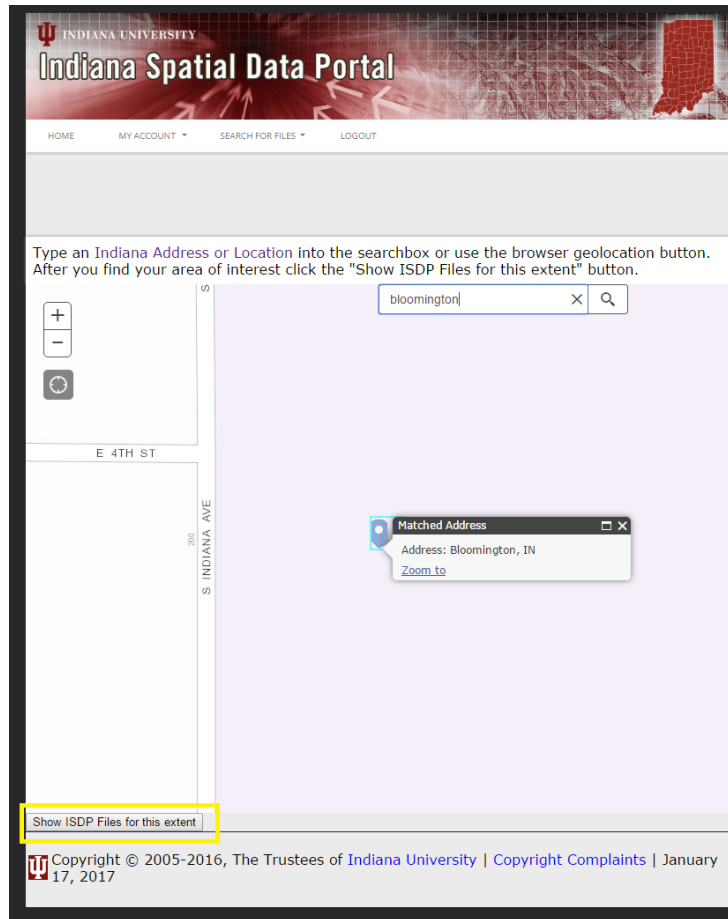 INDIANA UNIVERSITY
Indiana Spatial Data Portal
HOME MY ACCOUNT SEARCH FOR FILES LOGOUT
Type an Indiana Address or Location into the searchbox or use the browser geolocation button.
After you find your area of interest click the "Show ISDP Files for this extent" button.
S
bloomington
+
−
E 4TH ST
200
S INDIANA AVE
Matched Address
Address: Bloomington, IN
Zoom to
Show ISDP Files for this extent
Copyright © 2005-2016, The Trustees of Indiana University | Copyright Complaints | January
17, 2017